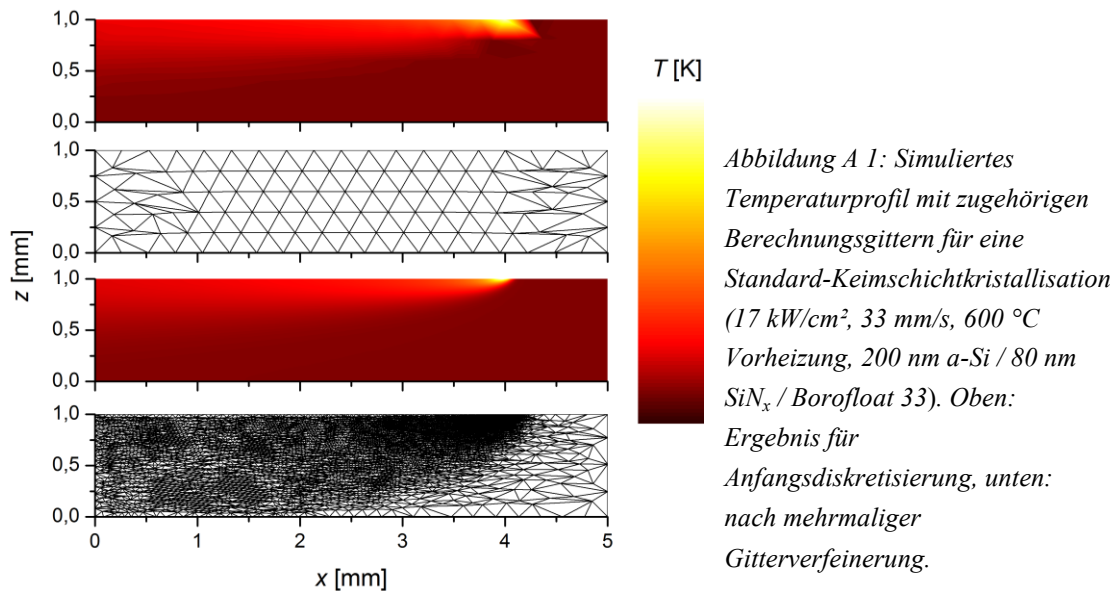 1,0
0,5
0,0
1,0
0,5
0,0
1,0
0,5
0,0
1,0
0,5
0,0
0 1 2 3 4 5
x [mm]
z [mm]
T [K]
Abbildung A 1: Simuliertes
Temperaturprofil mit zugehörigen
Berechnungsgittern für eine
Standard-Keimschichtkristallisation
(17 kW/cm², 33 mm/s, 600 °C
Vorheizung, 200 nm a-Si / 80 nm
SiNx / Borofloat 33). Oben:
Ergebnis für
Anfangsdiskretisierung, unten:
nach mehrmaliger
Gitterverfeinerung.